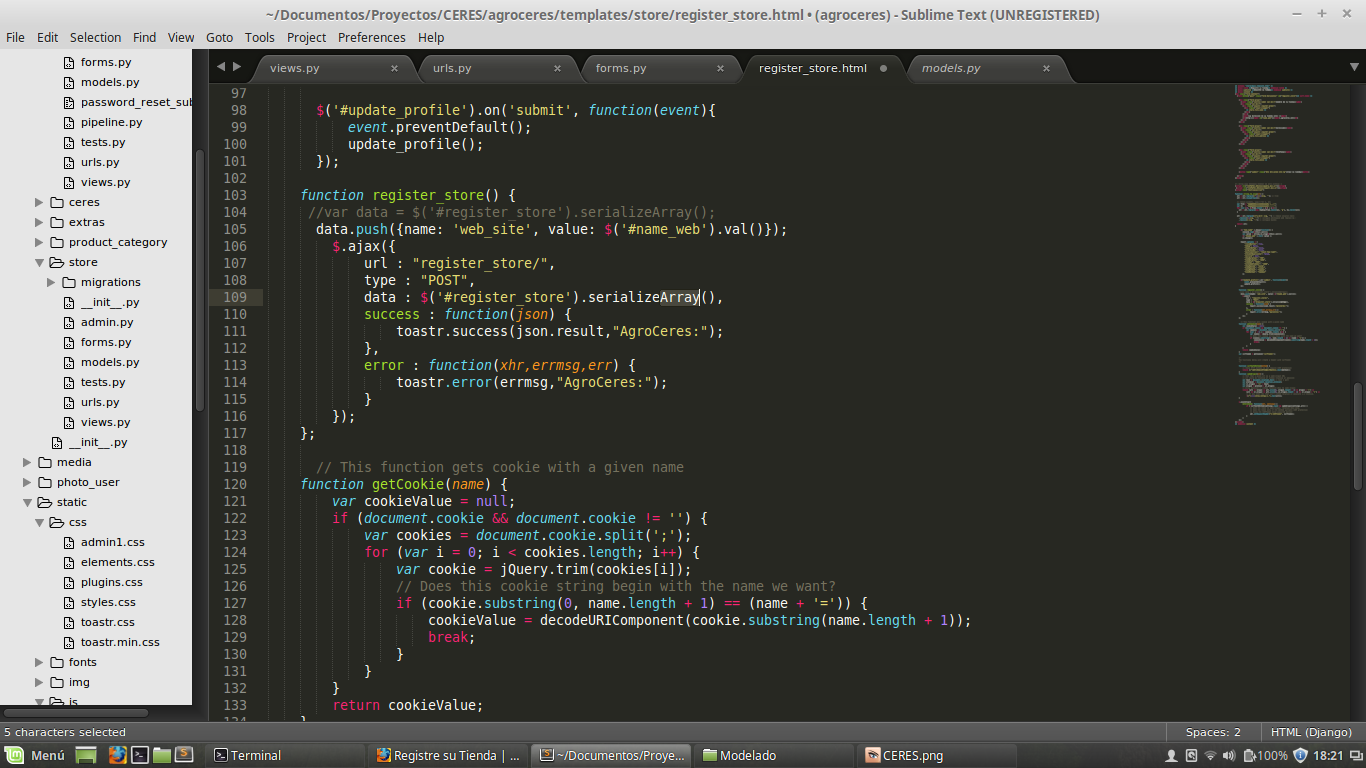 ~/Documentos/Proyectos/CERES/agroceres/templates/store/register_store.html • (agroceres) - Sublime Text (UNREGISTERED)
File Edit Selection Find View Goto Tools Project Preferences Help
forms.py
models.py
password_reset_sub
pipeline.py
tests.py
urls.py
views.py
ceres
extras
product_category
store
migrations
__init__.py
admin.py
forms.py
models.py
tests.py
urls.py
views.py
__init__.py
media
photo_user
static
css
admin1.css
elements.css
plugins.css
styles.css
toastr.css
toastr.min.css
fonts
img
js
views.py urls.py forms.py register_store.html models.py
97
98 $('#update_profile').on('submit', function(event){
99 event.preventDefault();
100 update_profile();
101 });
102
103 function register_store() {
104 //var data = $('#register_store').serializeArray();
105 data.push({name: 'web_site', value: $('#name_web').val()});
106 $.ajax({
107 url : "register_store/",
108 type : "POST",
109 data : $('#register_store').serializeArray(),
110 success : function(json) {
111 toastr.success(json.result,"AgroCeres:");
112 },
113 error : function(xhr,errmsg,err) {
114 toastr.error(errmsg,"AgroCeres:");
115 }
116 });
117 };
118
119 // This function gets cookie with a given name
120 function getCookie(name) {
121 var cookieValue = null;
122 if (document.cookie && document.cookie != '') {
123 var cookies = document.cookie.split(';');
124 for (var i = 0; i < cookies.length; i++) {
125 var cookie = jQuery.trim(cookies[i]);
126 // Does this cookie string begin with the name we want?
127 if (cookie.substring(0, name.length + 1) == (name + '=')) {
128 cookieValue = decodeURIComponent(cookie.substring(name.length + 1));
129 break;
130 }
131 }
132 }
133 return cookieValue;
134 }
5 characters selected Spaces: 2 HTML (Django)
Menú Terminal Registre su Tienda | ... ~/Documentos/Proye... Modelado CERES.png 100% 18:21